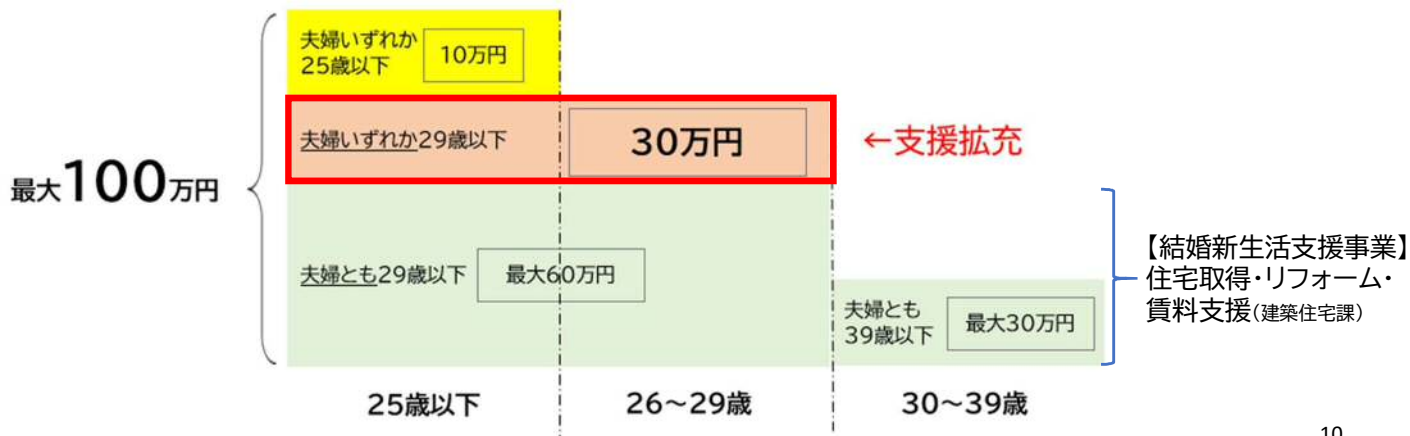 夫婦いずれか
25歳以下
10万円
夫婦いずれか29歳以下
30万円
←支援拡充
最大100万円
夫婦とも29歳以下
最大60万円
夫婦とも
39歳以下
最大30万円
【結婚新生活支援事業】
住宅取得・リフォーム・
賃料支援(建築住宅課)
25歳以下
26～29歳
30～39歳
10